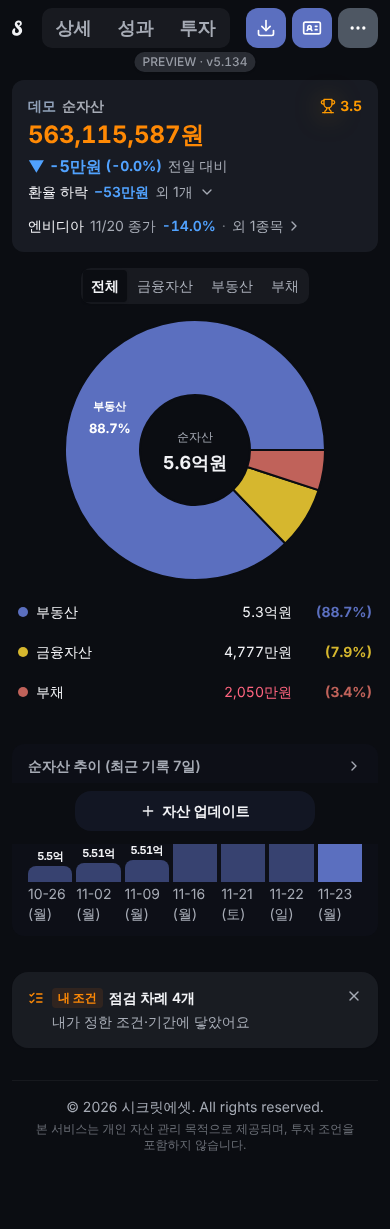 상세 성과 투자
PREVIEW · v5.134
데모 순자산 3.5
563,115,587원
▼ -5만원 (-0.0%) 전일 대비
환율 하락 −53만원 외 1개
엔비디아 11/20 종가 -14.0% · 외 1종목
전체 금융자산 부동산 부채
부동산
88.7%
순자산
5.6억원
부동산 5.3억원 (88.7%)
금융자산 4,777만원 (7.9%)
부채 2,050만원 (3.4%)
순자산 추이 (최근 기록 7일)
+ 자산 업데이트
5.5억 5.51억 5.51억
10-26 11-02 11-09 11-16 11-21 11-22 11-23
(월) (월) (월) (월) (토) (일) (월)
내 조건 점검 차례 4개
내가 정한 조건·기간에 닿았어요
© 2026 시크릿에셋. All rights reserved.
본 서비스는 개인 자산 관리 목적으로 제공되며, 투자 조언을
포함하지 않습니다.